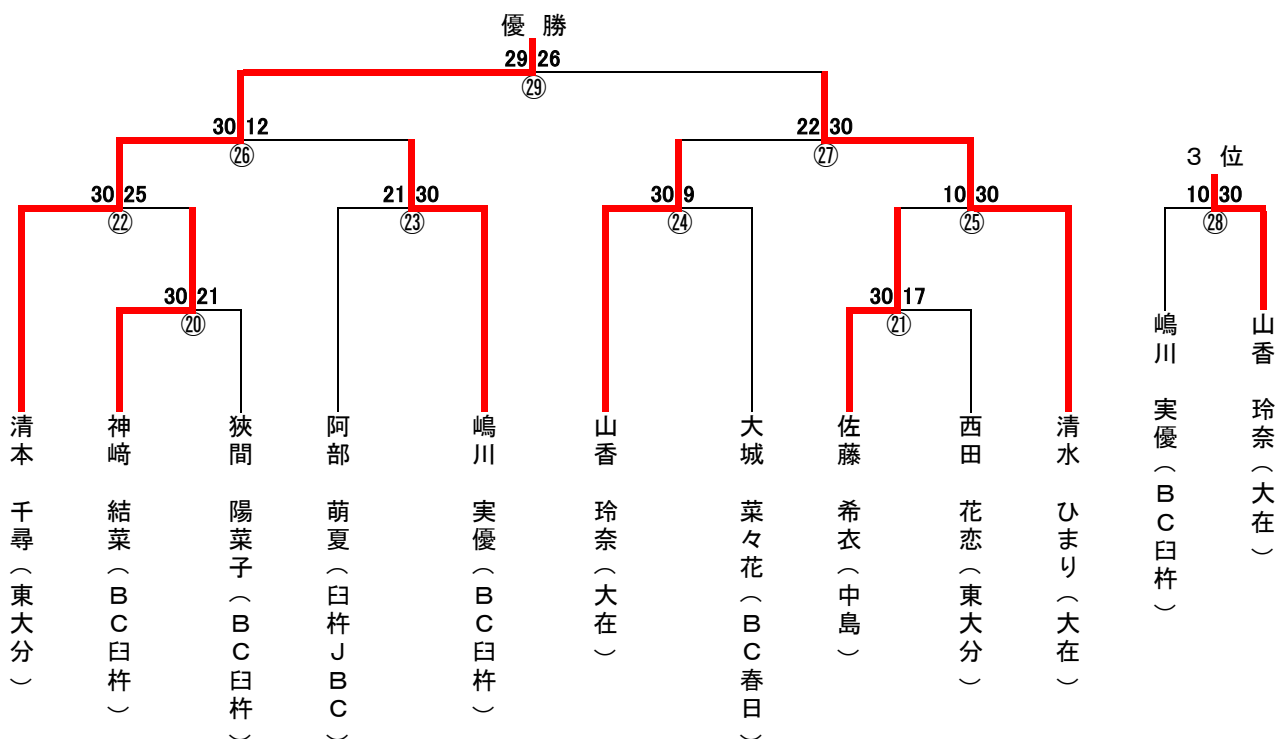 優 勝
29 26
㉙
30 12
㉖
22 30
㉗
3 位
30 25
㉒
21 30
㉓
30 9
㉔
10 30
㉕
10 30
㉘
30 21
⑳
30 17
㉑
嶋川 実優（BC臼杵）
山香 玲奈（大在）
清本 千尋（東大分）
神﨑 結菜（BC臼杵）
狹間 陽菜子（BC臼杵）
阿部 萌夏（臼杵JBC）
嶋川 実優（BC臼杵）
山香 玲奈（大在）
大城 菜々花（BC春日）
佐藤 希衣（中島）
西田 花恋（東大分）
清水 ひまり（大在）